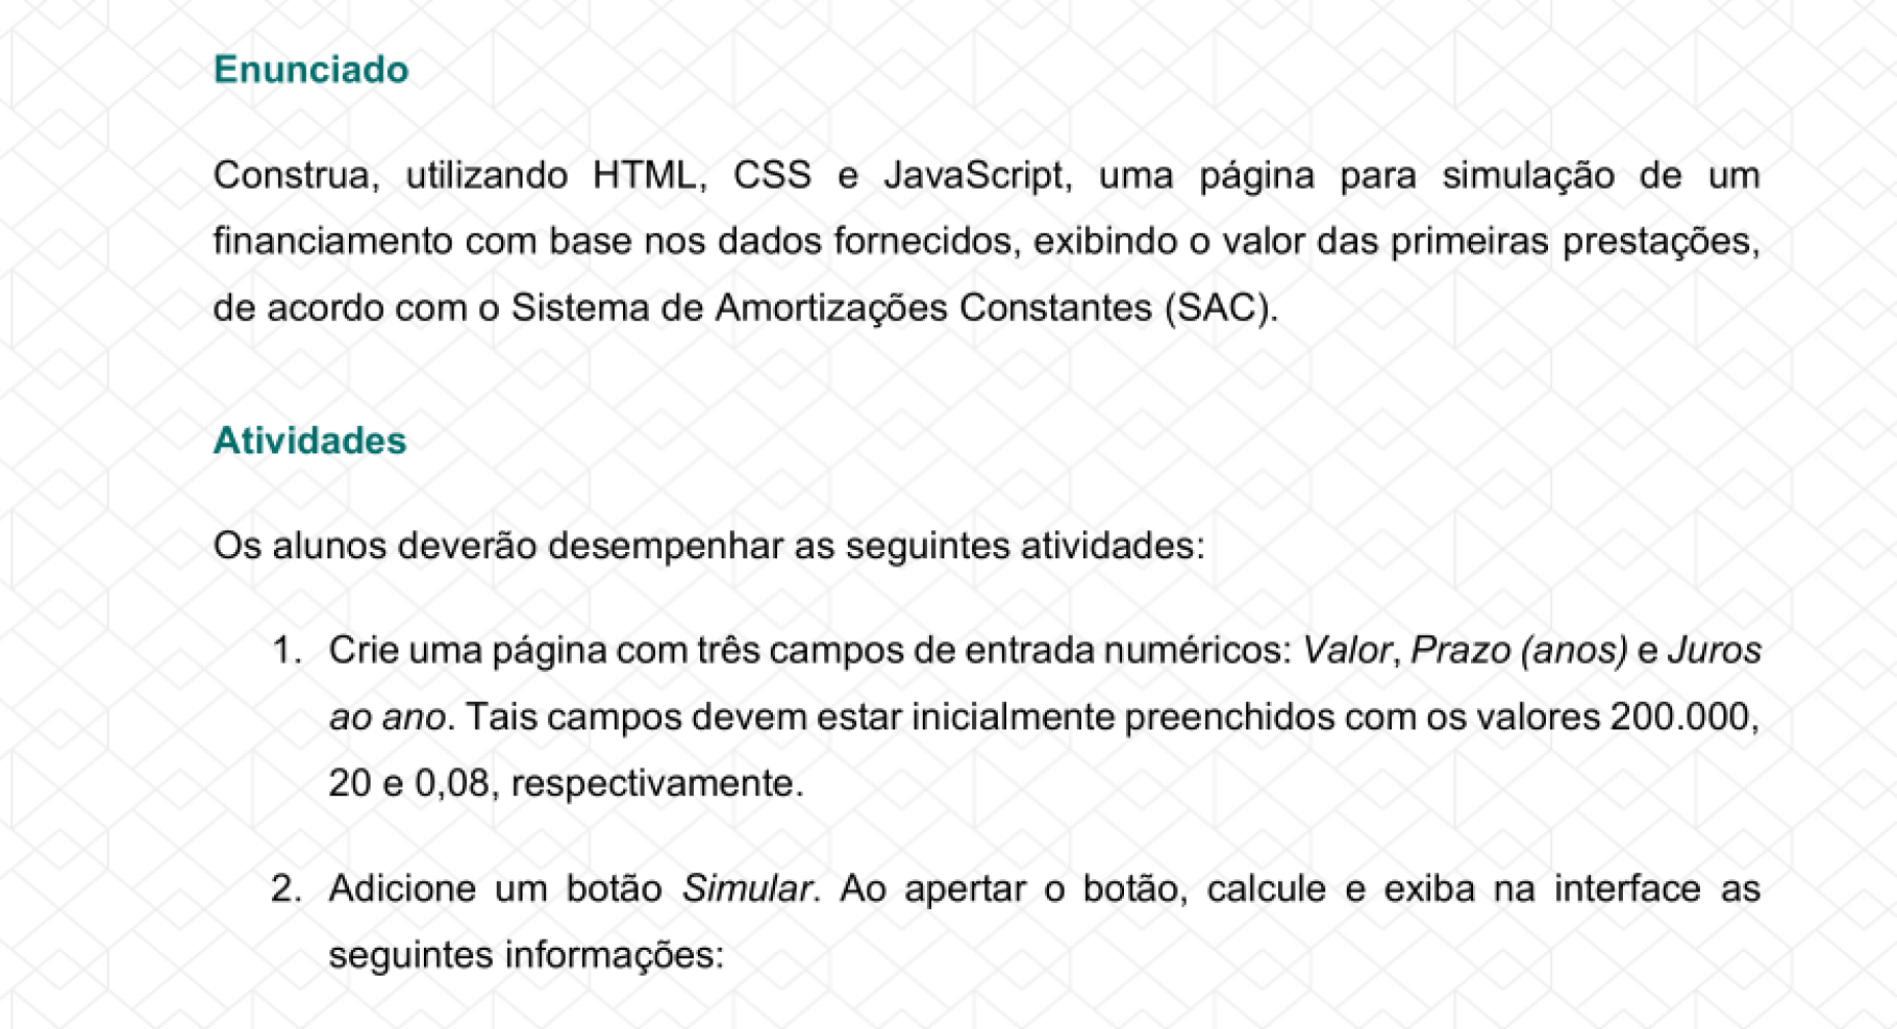 Enunciado
Construa, utilizando HTML, CSS e JavaScript, uma página para simulação de um
financiamento com base nos dados fornecidos, exibindo o valor das primeiras prestações,
de acordo com o Sistema de Amortizações Constantes (SAC).
Atividades
Os alunos deverão desempenhar as seguintes atividades:
1. Crie uma página com três campos de entrada numéricos: Valor, Prazo (anos) e Juros
ao ano. Tais campos devem estar inicialmente preenchidos com os valores 200.000,
20 e 0,08, respectivamente.
2. Adicione um botão Simular. Ao apertar o botão, calcule e exiba na interface as
seguintes informações: